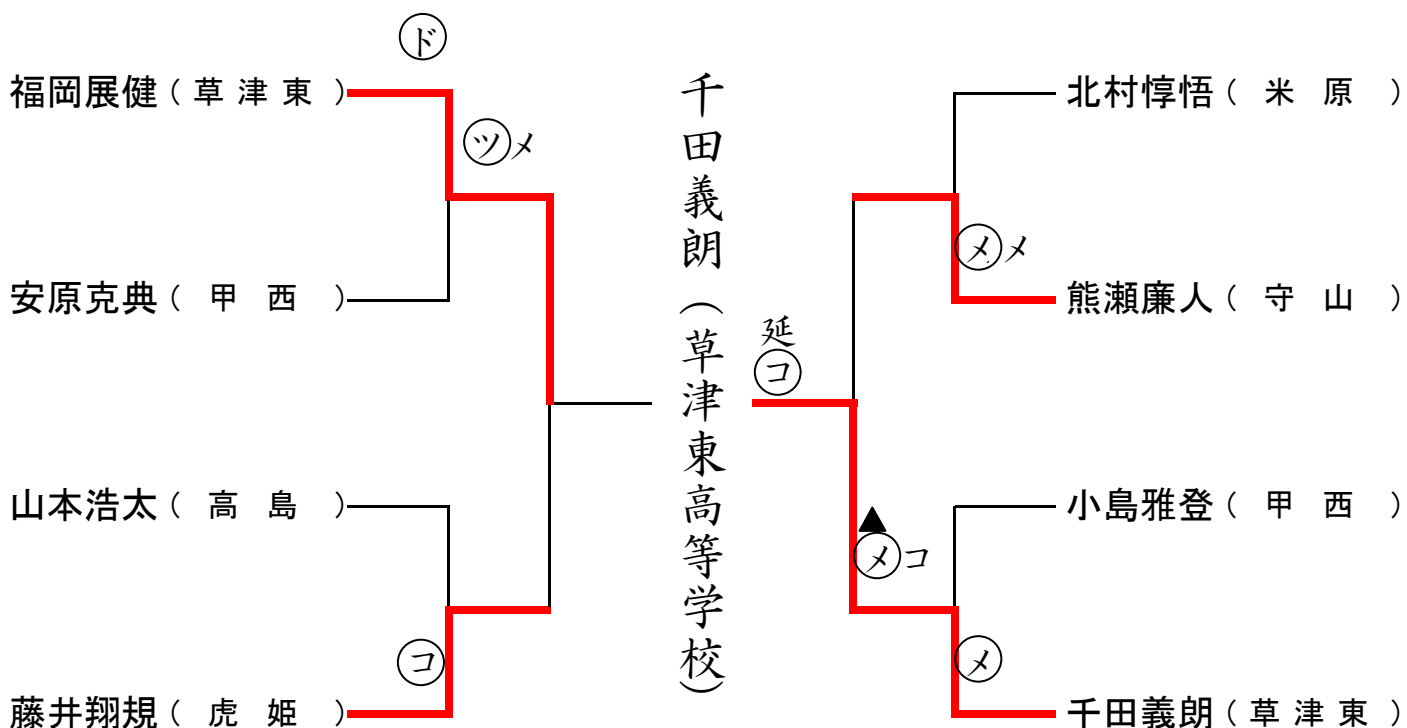 ド
福岡展健（草津東）
ツメ
安原克典（甲西）
山本浩太（高島）
コ
藤井翔規（虎姫）
千田義朗（草津東高等学校）
延
コ
北村惇悟（米原）
メメ
熊瀬廉人（守山）
小島雅登（甲西）
▲
メコ
メ
千田義朗（草津東）